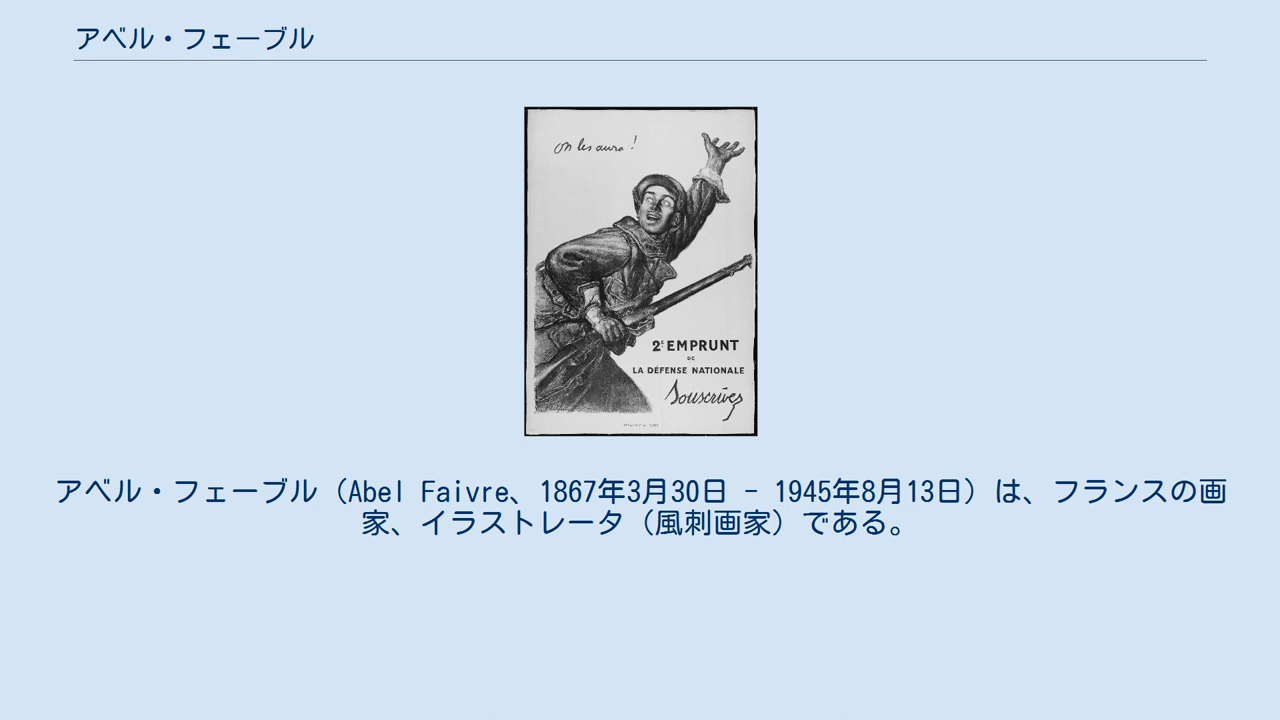 アベル・フェーブル
on les aura !
2e EMPRUNT
DE
LA DÉFENSE NATIONALE
Souscrivez
アベル・フェーブル（Abel Faivre、1867年3月30日 - 1945年8月13日）は、フランスの画
家、イラストレータ（風刺画家）である。